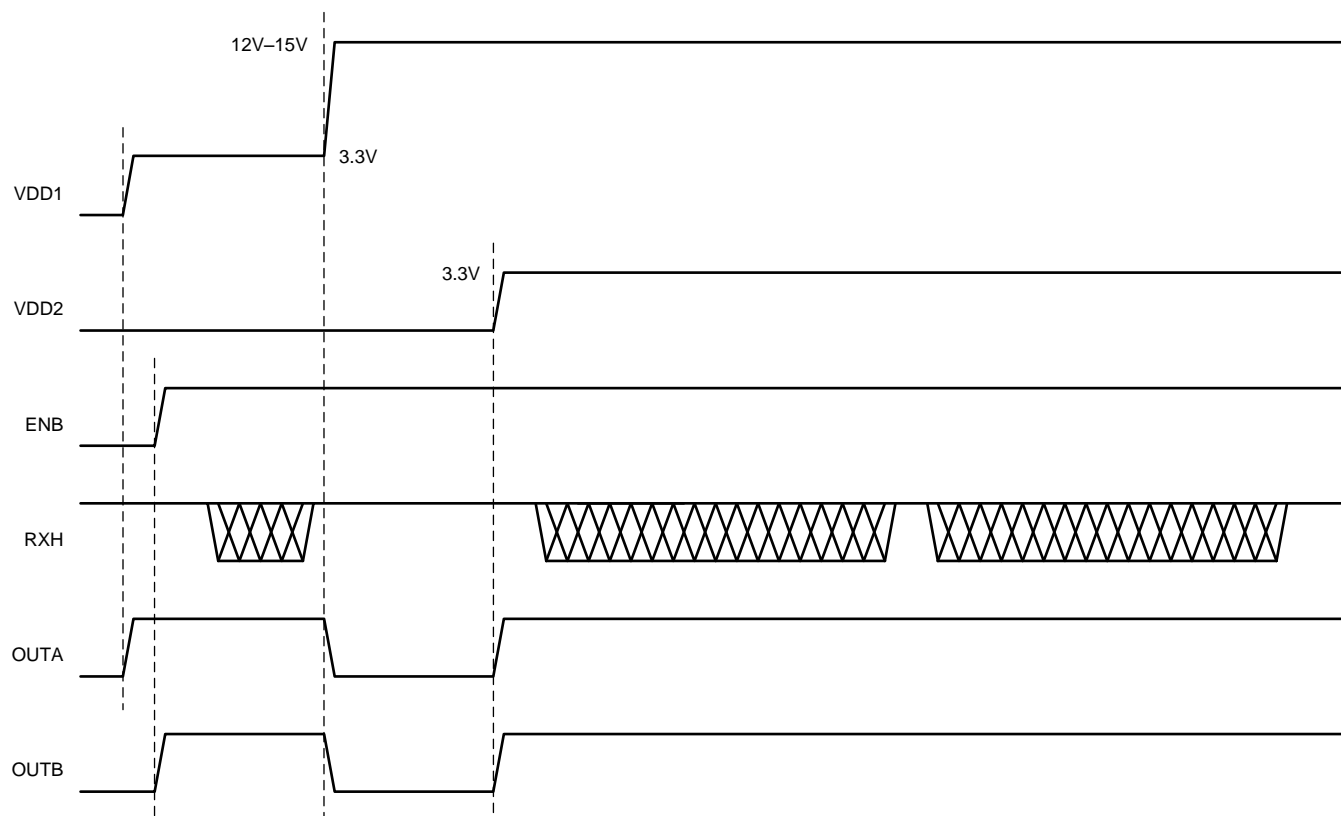 12V–15V
3.3V
VDD1
3.3V
VDD2
ENB
RXH
OUTA
OUTB